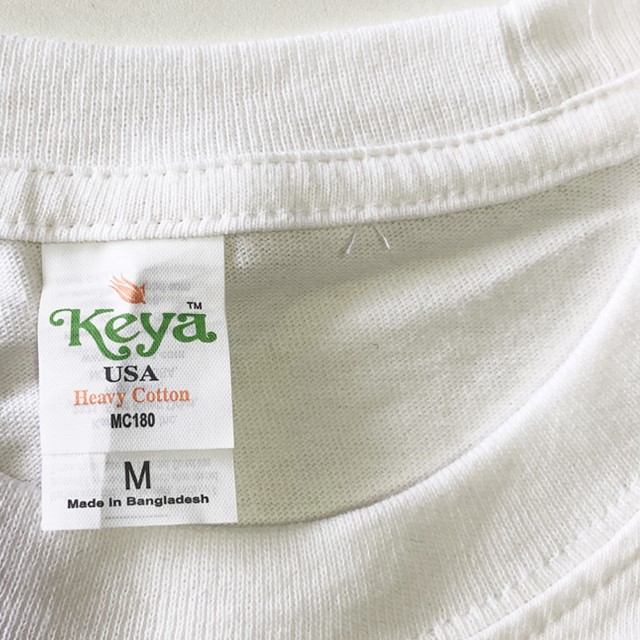 Keya™
USA
Heavy Cotton
MC180
M
Made in Bangladesh